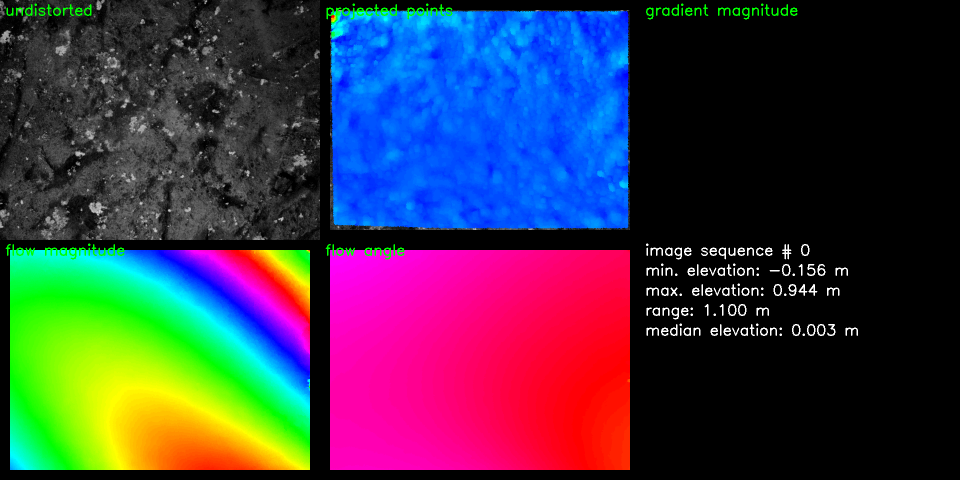 undistorted
projected points
gradient magnitude
flow magnitude
flow angle
image sequence # 0
min. elevation: −0.156 m
max. elevation: 0.944 m
range: 1.100 m
median elevation: 0.003 m